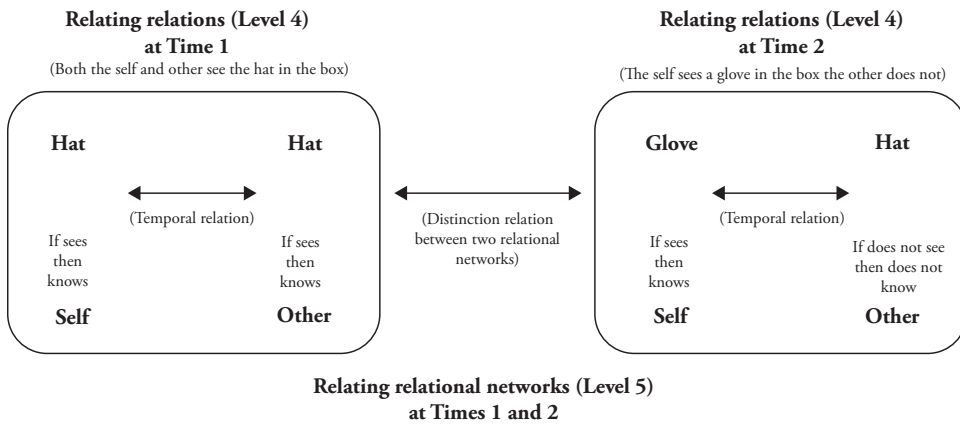 Relating relations (Level 4)
at Time 1
(Both the self and other see the hat in the box)
Hat
Hat
(Temporal relation)
If sees
then
knows
If sees
then
knows
Self
Other
(Distinction relation
between two relational
networks)
Relating relations (Level 4)
at Time 2
(The self sees a glove in the box the other does not)
Glove
Hat
(Temporal relation)
If sees
then
knows
If does not see
then does not
know
Self
Other
Relating relational networks (Level 5)
at Times 1 and 2